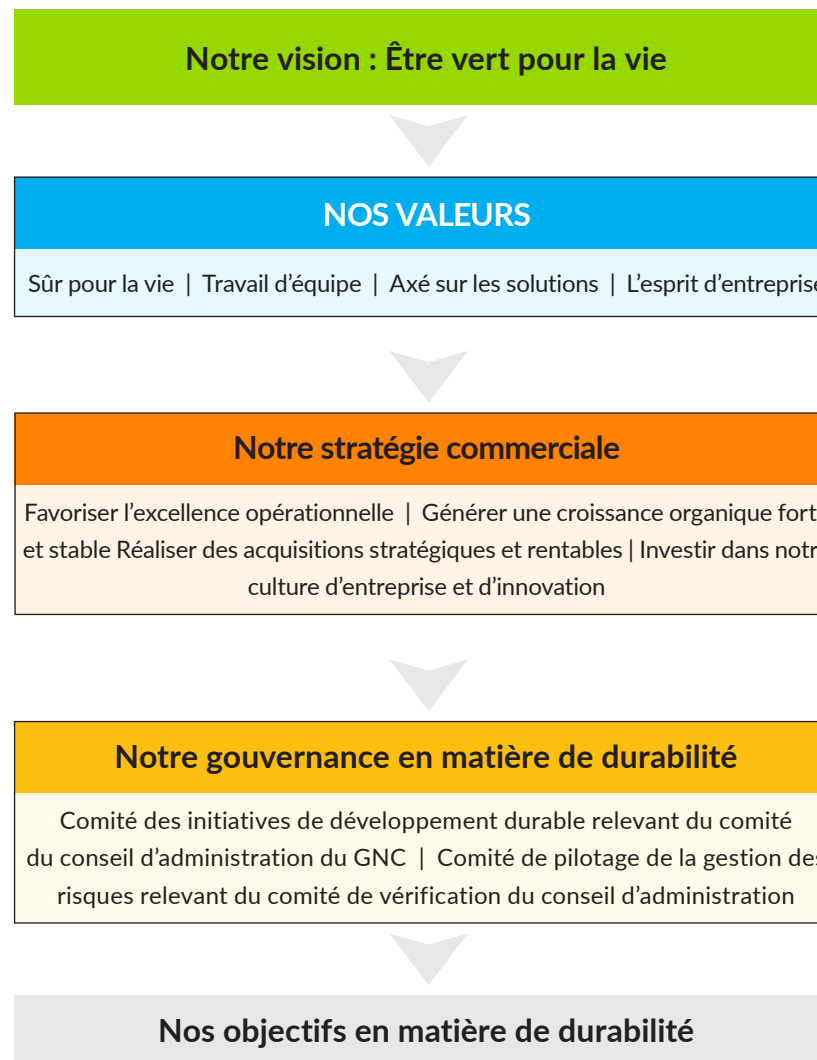 Notre vision : Être vert pour la vie
NOS VALEURS
Sûr pour la vie | Travail d’équipe | Axé sur les solutions | L’esprit d’entreprise
Notre stratégie commerciale
Favoriser l’excellence opérationnelle | Générer une croissance organique fort
et stable Réaliser des acquisitions stratégiques et rentables | Investir dans notr
culture d’entreprise et d’innovation
Notre gouvernance en matière de durabilité
Comité des initiatives de développement durable relevant du comité
du conseil d’administration du GNC | Comité de pilotage de la gestion des
risques relevant du comité de vérification du conseil d’administration
Nos objectifs en matière de durabilité